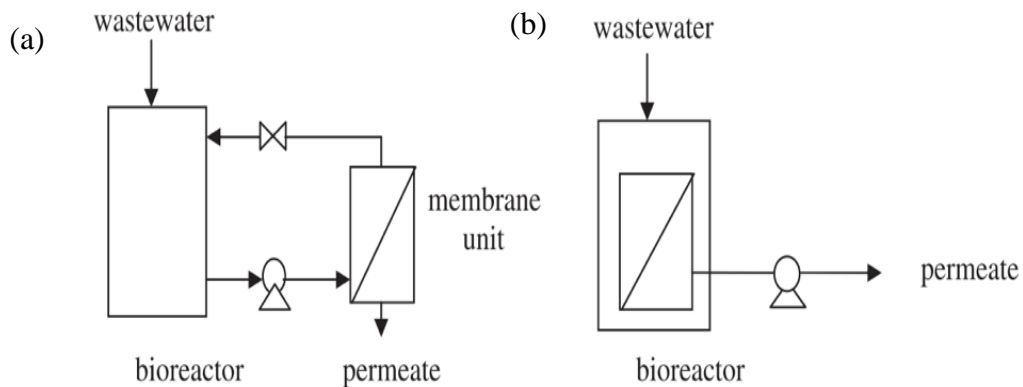 (a)
wastewater
membrane
unit
bioreactor
permeate
(b)
wastewater
permeate
bioreactor